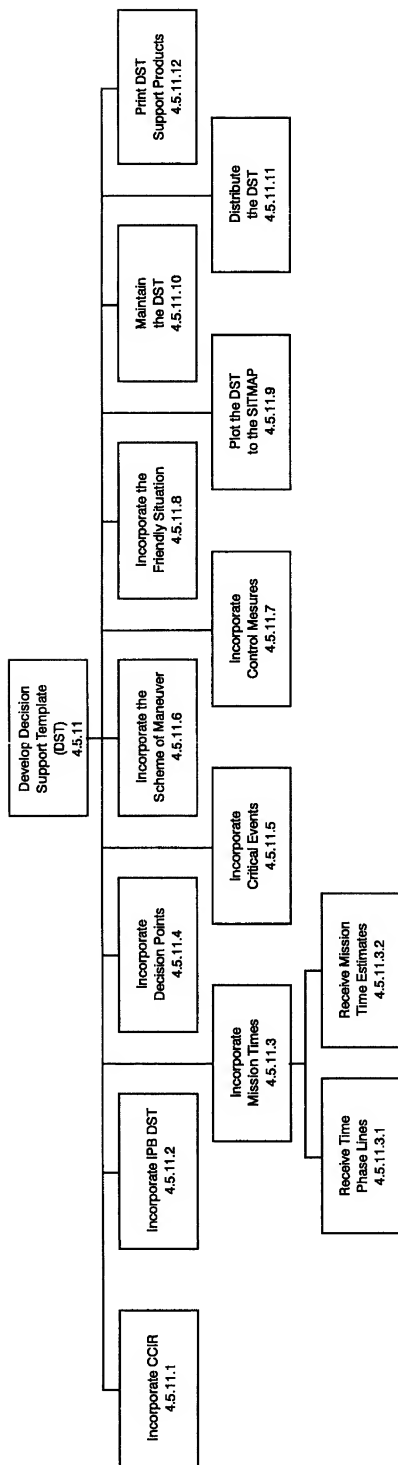 Develop Decision
Support Template
(DST)
4.5.11
Incorporate CCIR
4.5.11.1
Incorporate IPB DST
4.5.11.2
Incorporate
Mission Times
4.5.11.3
Receive Time
Phase Lines
4.5.11.3.1
Receive Mission
Time Estimates
4.5.11.3.2
Incorporate
Decision Points
4.5.11.4
Incorporate
Critical Events
4.5.11.5
Incorporate the
Scheme of Maneuver
4.5.11.6
Incorporate
Control Mesures
4.5.11.7
Incorporate the
Friendly Situation
4.5.11.8
Plot the DST
to the SITMAP
4.5.11.9
Maintain
the DST
4.5.11.10
Distribute
the DST
4.5.11.11
Print DST
Support Products
4.5.11.12